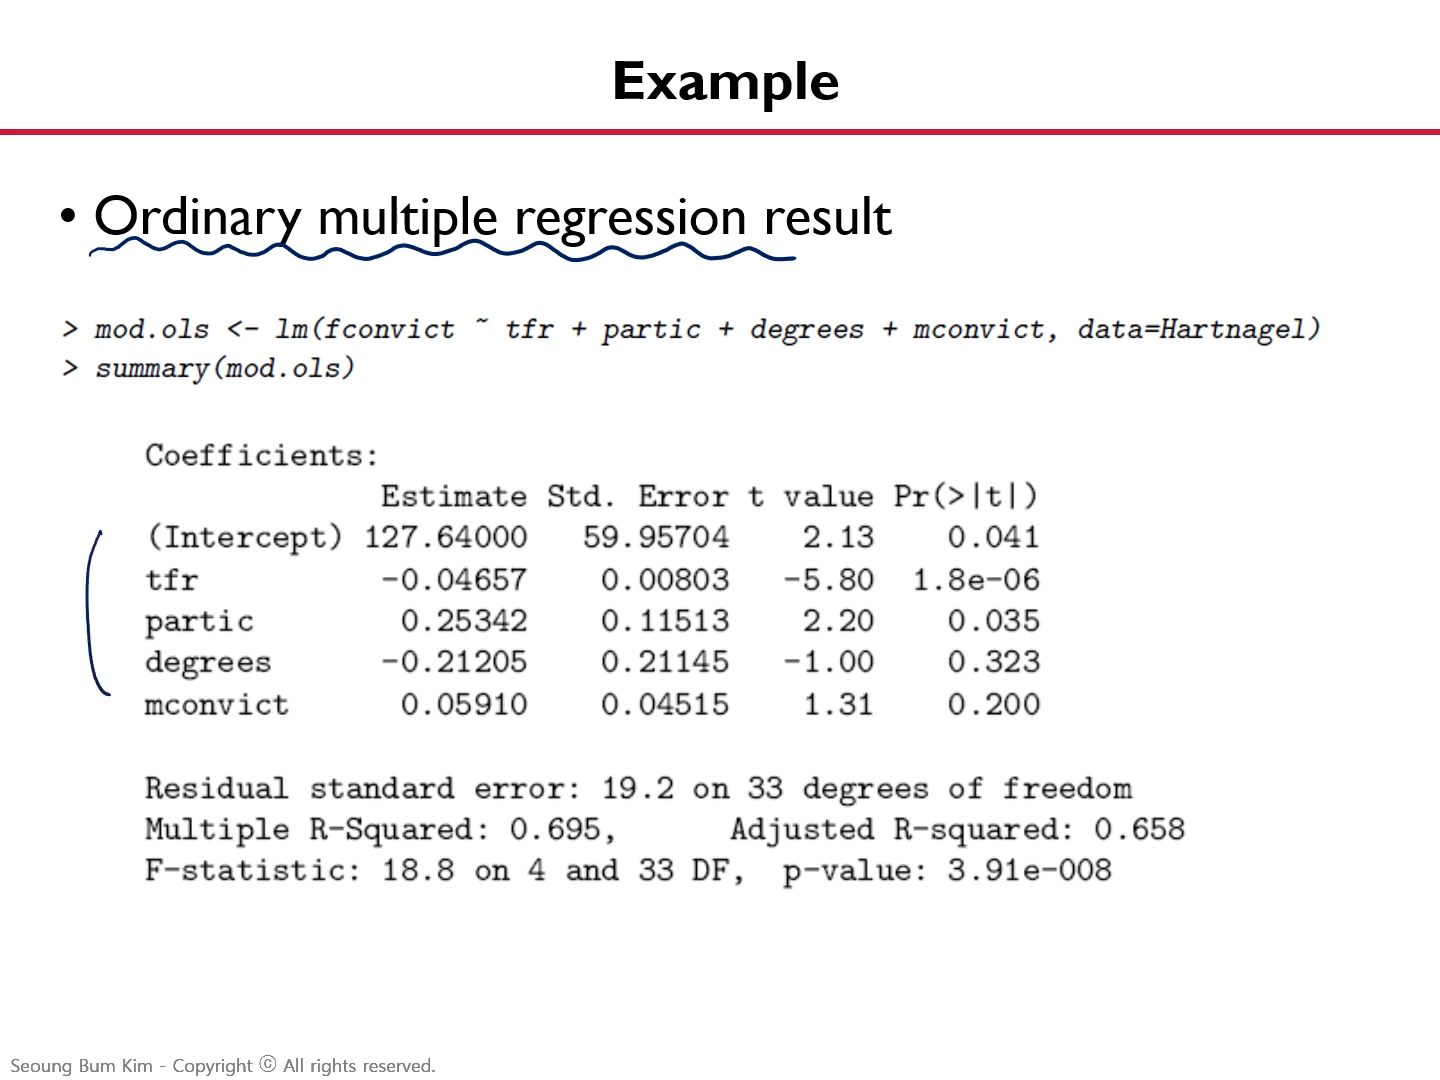 Example
• Ordinary multiple regression result
> mod.ols <- lm(fconvict ~ tfr + partic + degrees + mconvict, data=Hartnagel)
> summary(mod.ols)
Coefficients:
Estimate Std. Error t value Pr(>|t|)
(Intercept) 127.64000 59.95704 2.13 0.041
tfr -0.04657 0.00803 -5.80 1.8e-06
partic 0.25342 0.11513 2.20 0.035
degrees -0.21205 0.21145 -1.00 0.323
mconvict 0.05910 0.04515 1.31 0.200
Residual standard error: 19.2 on 33 degrees of freedom
Multiple R-Squared: 0.695, Adjusted R-squared: 0.658
F-statistic: 18.8 on 4 and 33 DF, p-value: 3.91e-008
Seoung Bum Kim - Copyright ⓒ All rights reserved.